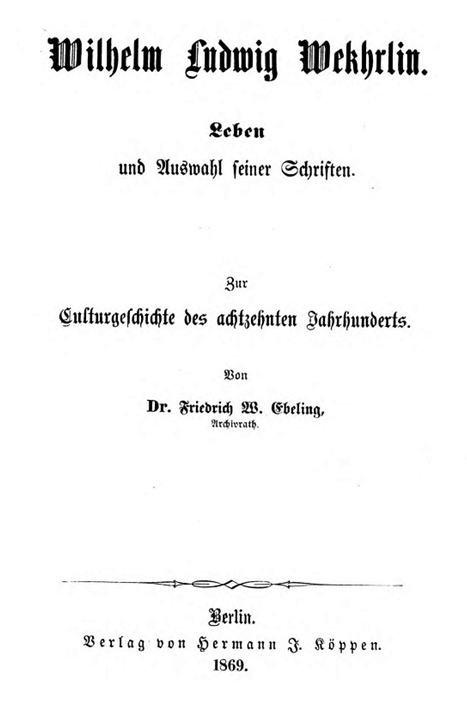 Wilhelm Ludwig Wekhrlin.
Leben
und Auswahl seiner Schriften.
Zur
Culturgeschichte des achtzehnten Jahrhunderts.
Von
Dr. Friedrich W. Ebeling,
Archivrath.
Berlin.
Verlag von Hermann J. Köppen.
1869.